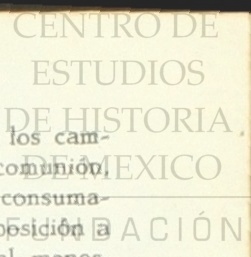 CENTRO DE
ESTUDIOS
DE HISTORIA
los cam-
comunión,
DE MEXICO
consuma-
posición a
FUNDACIÓN